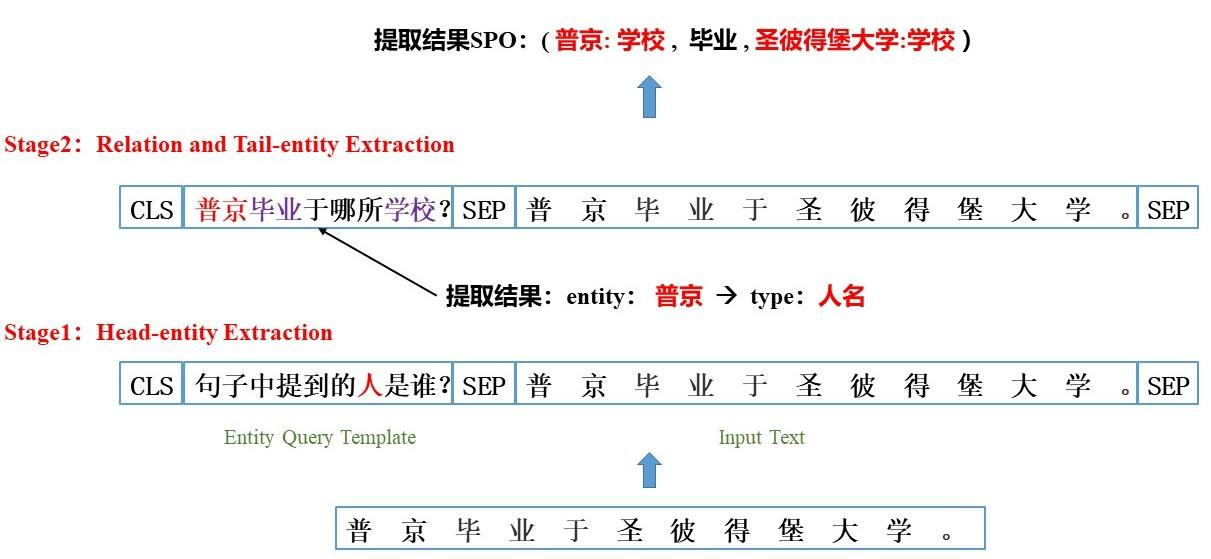 提取结果SPO：( 普京: 学校 , 毕业 , 圣彼得堡大学:学校 )
Stage2：Relation and Tail-entity Extraction
CLS 普京毕业于哪所学校? SEP 普京毕业于圣彼得堡大学。 SEP
提取结果：entity： 普京 → type：人名
Stage1：Head-entity Extraction
CLS 句子中提到的人是谁? SEP 普京毕业于圣彼得堡大学。 SEP
Entity Query Template Input Text
普京毕业于圣彼得堡大学。